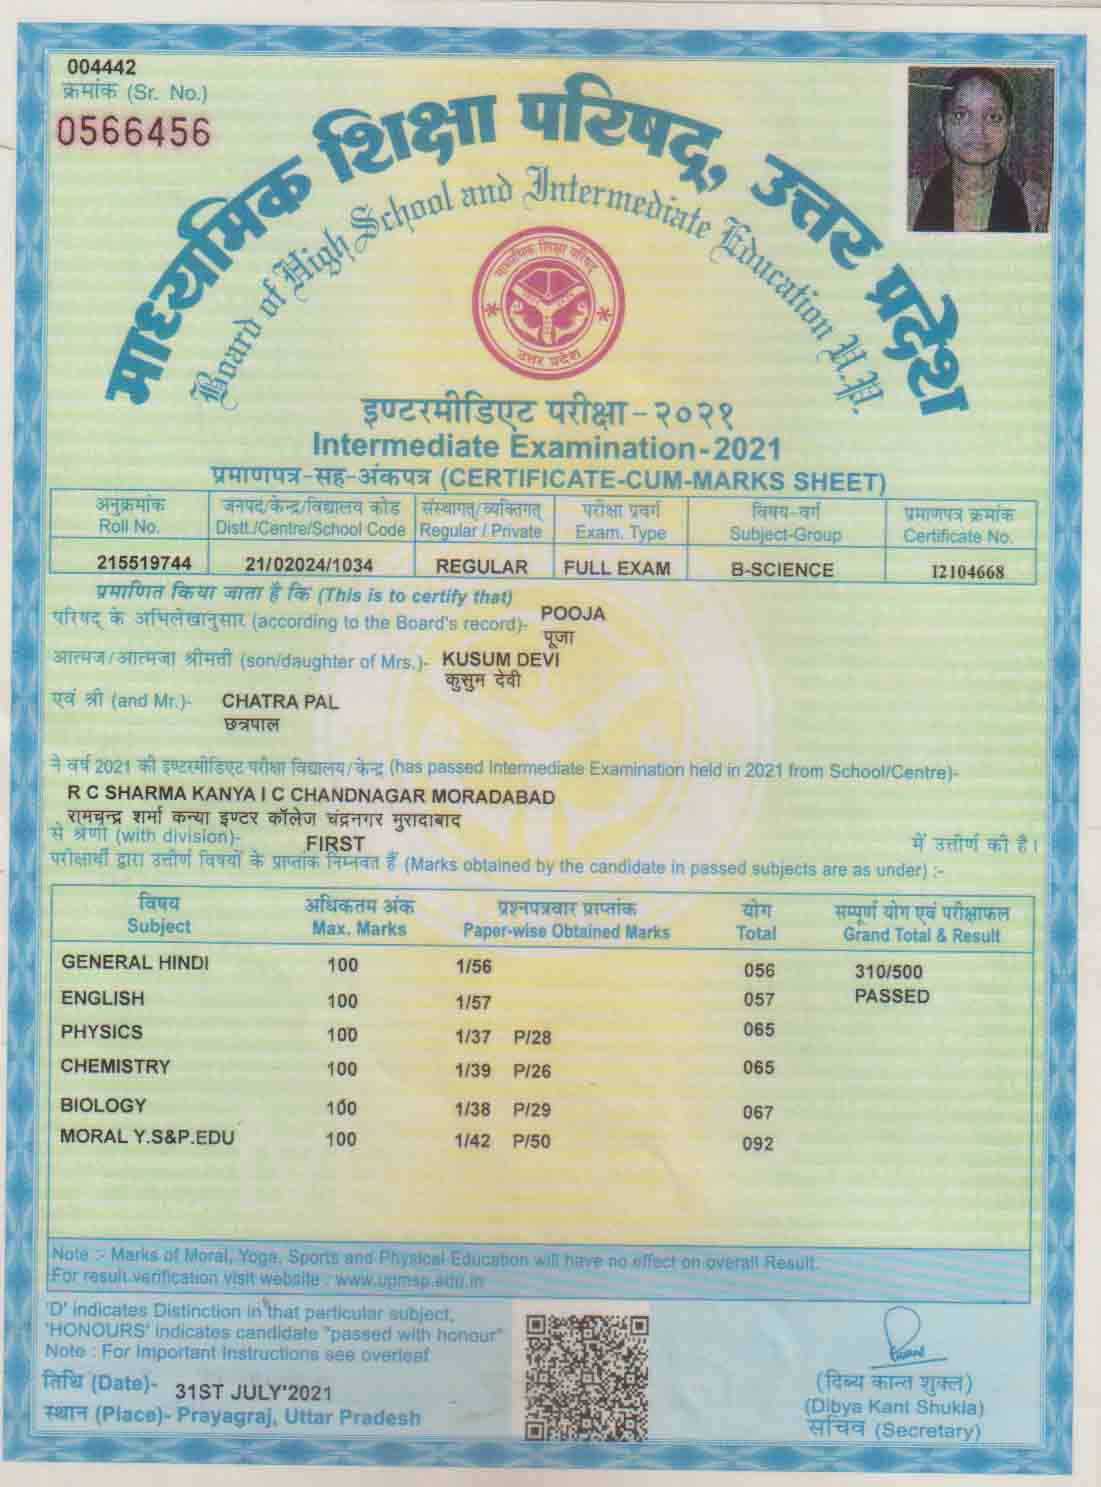 004442
क्रमांक (Sr. No.)
0566456
माध्यमिक शिक्षा परिषद्, उत्तर प्रदेश
Board of High School and Intermediate Education U.P.
माध्यमिक शिक्षा परिषद्
उत्तर प्रदेश
इण्टरमीडिएट परीक्षा-२०२१
Intermediate Examination-2021
प्रमाणपत्र-सह-अंकपत्र (CERTIFICATE-CUM-MARKS SHEET)
अनुक्रमांक जनपद/केन्द्र/विद्यालय कोड संस्थागत्/व्यक्तिगत् परीक्षा प्रवर्ग विषय-वर्ग प्रमाणपत्र क्रमांक
Roll No. Distt./Centre/School Code Regular / Private Exam. Type Subject-Group Certificate No.
215519744 21/02024/1034 REGULAR FULL EXAM B-SCIENCE I2104668
प्रमाणित किया जाता है कि (This is to certify that)
परिषद् के अभिलेखानुसार (according to the Board's record)- POOJA
पूजा
आत्मज/आत्मजा श्रीमती (son/daughter of Mrs.)- KUSUM DEVI
कुसुम देवी
एवं श्री (and Mr.)- CHATRA PAL
छत्रपाल
ने वर्ष 2021 की इण्टरमीडिएट परीक्षा विद्यालय/केन्द्र (has passed Intermediate Examination held in 2021 from School/Centre)-
R C SHARMA KANYA I C CHANDNAGAR MORADABAD
रामचन्द्र शर्मा कन्या इण्टर कॉलेज चंद्रनगर मुरादाबाद
से श्रेणी (with division)- FIRST में उत्तीर्ण की है।
परीक्षार्थी द्वारा उत्तीर्ण विषयों के प्राप्तांक निम्नवत हैं (Marks obtained by the candidate in passed subjects are as under) :-
विषय अधिकतम अंक प्रश्नपत्रवार प्राप्तांक योग सम्पूर्ण योग एवं परीक्षाफल
Subject Max. Marks Paper-wise Obtained Marks Total Grand Total & Result
GENERAL HINDI 100 1/56 056 310/500
ENGLISH 100 1/57 057 PASSED
PHYSICS 100 1/37 P/28 065
CHEMISTRY 100 1/39 P/26 065
BIOLOGY 100 1/38 P/29 067
MORAL Y.S&P.EDU 100 1/42 P/50 092
Note :- Marks of Moral, Yoga, Sports and Physical Education will have no effect on overall Result.
For result verification visit website : www.upmsp.edu.in
'D' indicates Distinction in that particular subject,
'HONOURS' indicates candidate "passed with honour"
Note : For Important Instructions see overleaf
तिथि (Date)- 31ST JULY'2021
स्थान (Place)- Prayagraj, Uttar Pradesh
(दिब्य कान्त शुक्ल)
(Dibya Kant Shukla)
सचिव (Secretary)